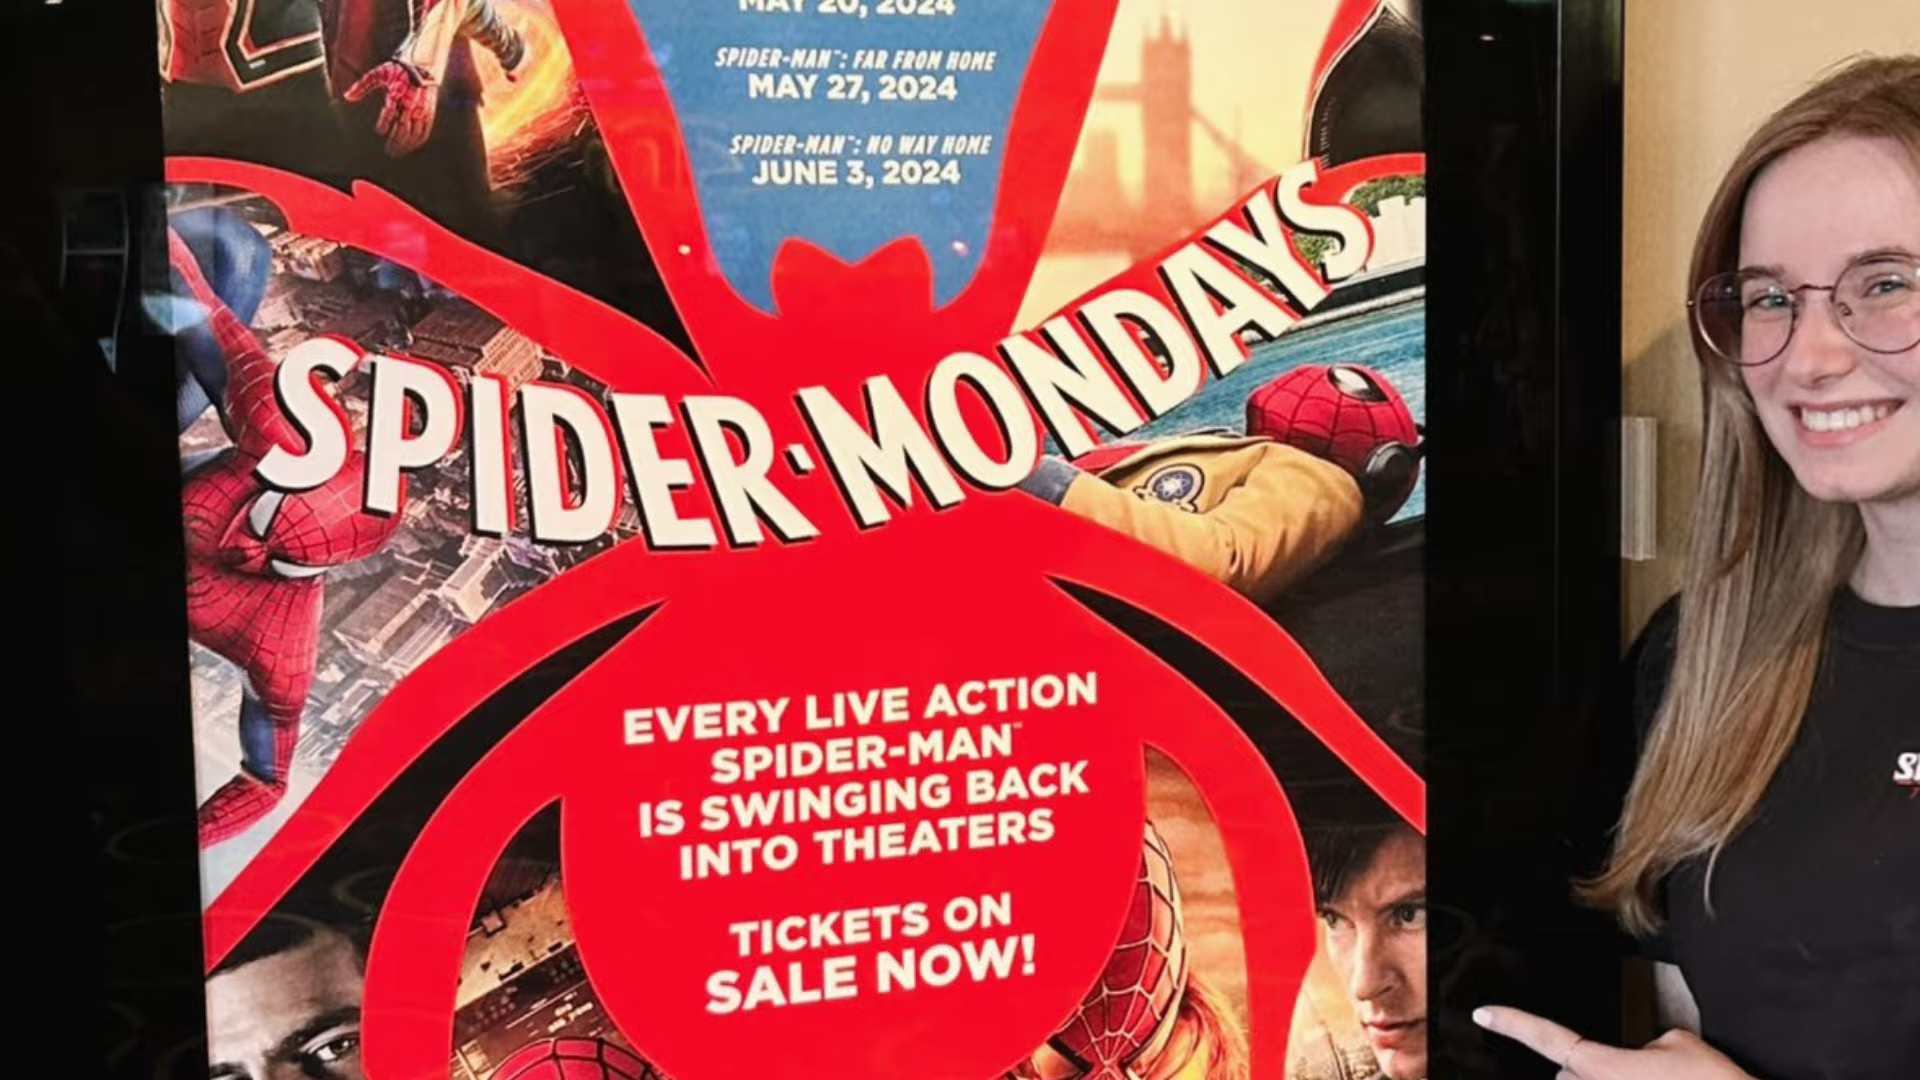 MAY 20, 2024
SPIDER-MAN™: FAR FROM HOME
MAY 27, 2024
SPIDER-MAN™: NO WAY HOME
JUNE 3, 2024
SPIDER-MONDAYS
EVERY LIVE ACTION
SPIDER-MAN™
IS SWINGING BACK
INTO THEATERS
TICKETS ON
SALE NOW!